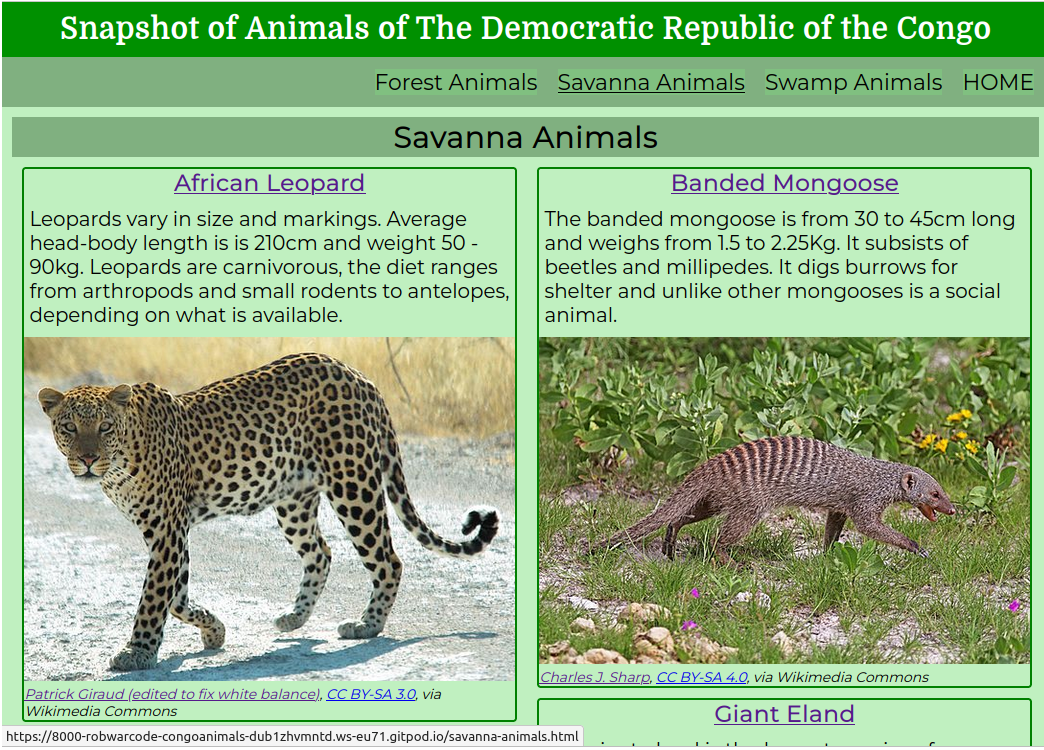 Snapshot of Animals of The Democratic Republic of the Congo
Forest Animals Savanna Animals Swamp Animals HOME
Savanna Animals
African Leopard
Leopards vary in size and markings. Average
head-body length is is 210cm and weight 50 -
90kg. Leopards are carnivorous, the diet ranges
from arthropods and small rodents to antelopes,
depending on what is available.
Patrick Giraud (edited to fix white balance), CC BY-SA 3.0, via
Wikimedia Commons
Banded Mongoose
The banded mongoose is from 30 to 45cm long
and weighs from 1.5 to 2.25Kg. It subsists of
beetles and millipedes. It digs burrows for
shelter and unlike other mongooses is a social
animal.
Charles J. Sharp, CC BY-SA 4.0, via Wikimedia Commons
Giant Eland
https://8000-robwarcode-congoanimals-dub1zhvmntd.ws-eu71.gitpod.io/savanna-animals.html